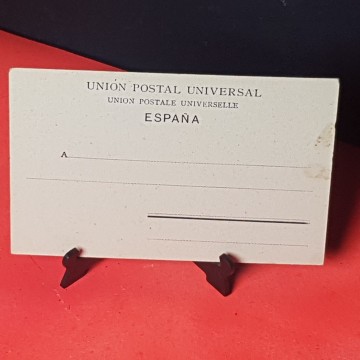 UNIÓN POSTAL UNIVERSAL
UNION POSTALE UNIVERSELLE
ESPAÑA
A